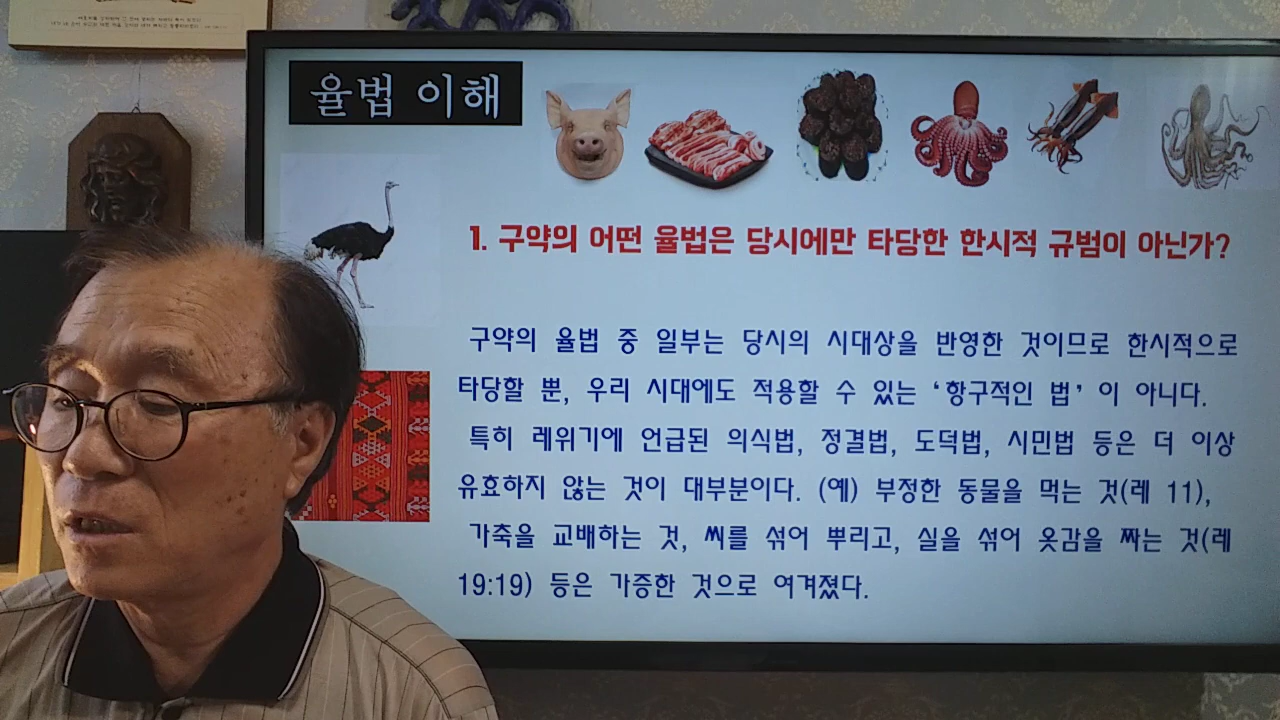 율법 이해
1. 구약의 어떤 율법은 당시에만 타당한 한시적 규범이 아닌가?
구약의 율법 중 일부는 당시의 시대상을 반영한 것이므로 한시적으로
타당할 뿐, 우리 시대에도 적용할 수 있는 ‘항구적인 법’ 이 아니다.
특히 레위기에 언급된 의식법, 정결법, 도덕법, 시민법 등은 더 이상
유효하지 않는 것이 대부분이다. (예) 부정한 동물을 먹는 것(레 11),
가축을 교배하는 것, 씨를 섞어 뿌리고, 실을 섞어 옷감을 짜는 것(레
19:19) 등은 가증한 것으로 여겨졌다.